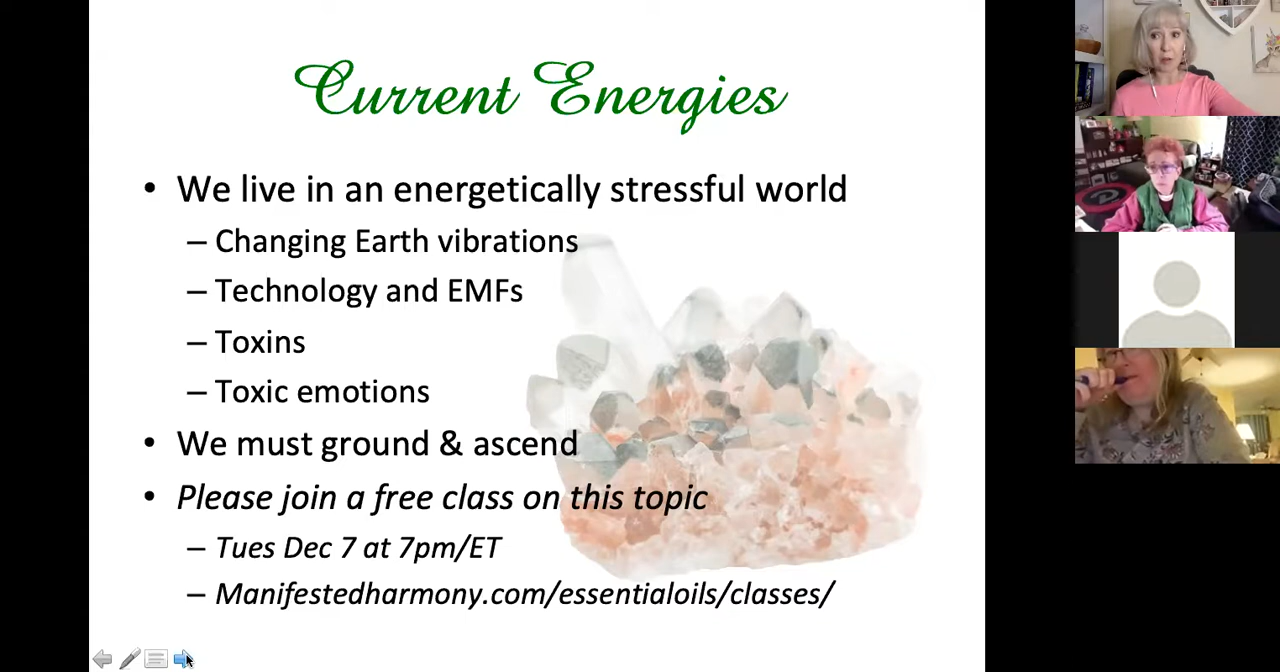 Current Energies
• We live in an energetically stressful world
– Changing Earth vibrations
– Technology and EMFs
– Toxins
– Toxic emotions
• We must ground & ascend
• Please join a free class on this topic
– Tues Dec 7 at 7pm/ET
– Manifestedharmony.com/essentialoils/classes/